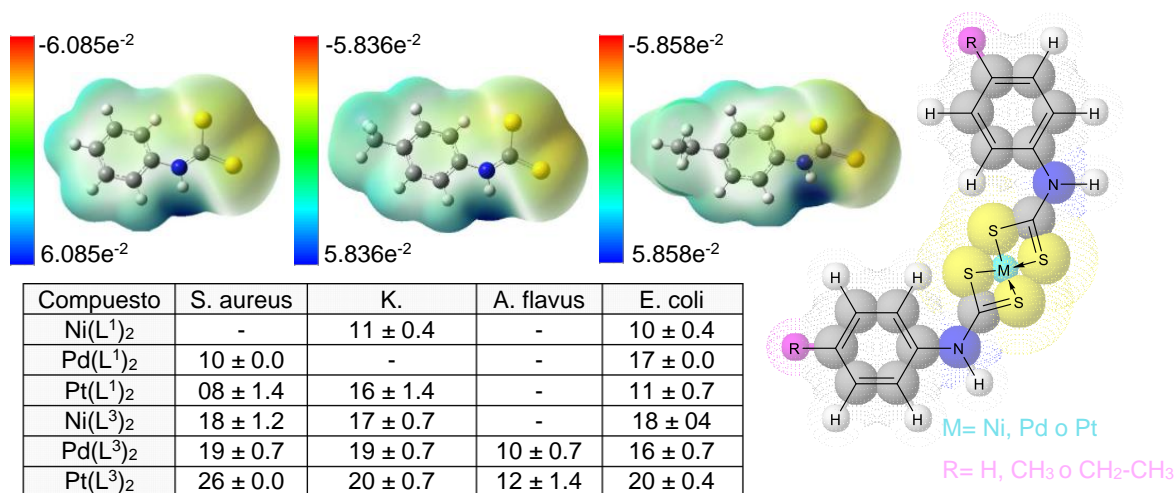 -6.085e⁻²
6.085e⁻²
-5.836e⁻²
5.836e⁻²
-5.858e⁻²
5.858e⁻²
Compuesto S. aureus K. A. flavus E. coli
Ni(L¹)₂ - 11 ± 0.4 - 10 ± 0.4
Pd(L¹)₂ 10 ± 0.0 - - 17 ± 0.0
Pt(L¹)₂ 08 ± 1.4 16 ± 1.4 - 11 ± 0.7
Ni(L³)₂ 18 ± 1.2 17 ± 0.7 - 18 ± 04
Pd(L³)₂ 19 ± 0.7 19 ± 0.7 10 ± 0.7 16 ± 0.7
Pt(L³)₂ 26 ± 0.0 20 ± 0.7 12 ± 1.4 20 ± 0.4
R H
H H
H N H
S
S M S
S
H H
R N
H
H H
M= Ni, Pd o Pt
R= H, CH₃ o CH₂-CH₃